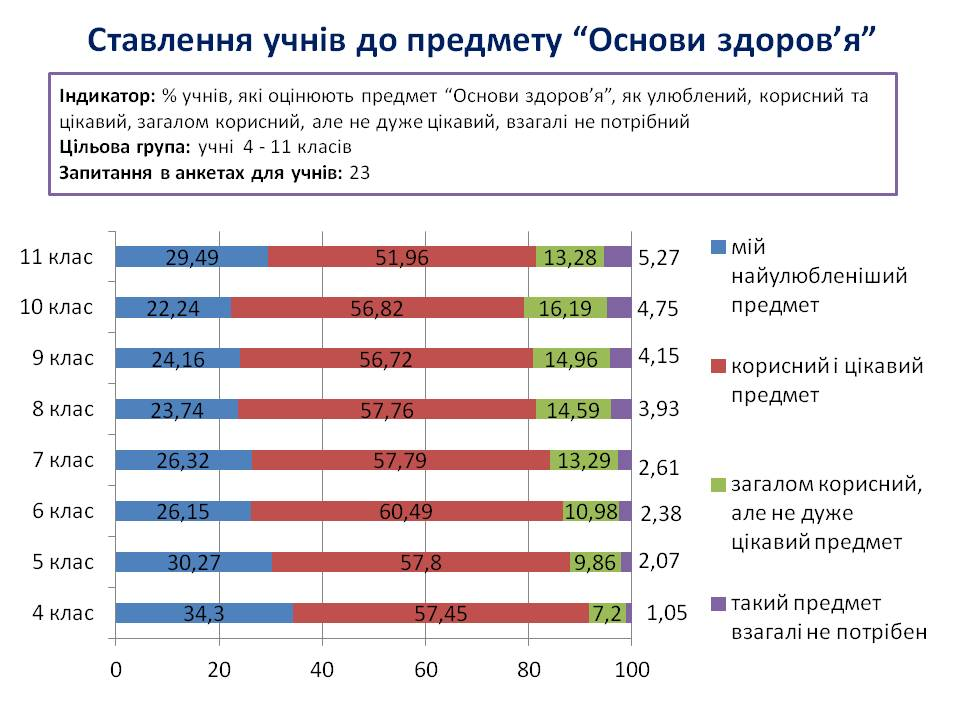 Ставлення учнів до предмету “Основи здоров’я”
Індикатор: % учнів, які оцінюють предмет “Основи здоров’я”, як улюблений, корисний та
цікавий, загалом корисний, але не дуже цікавий, взагалі не потрібний
Цільова група: учні 4 - 11 класів
Запитання в анкетах для учнів: 23
11 клас 29,49 51,96 13,28 5,27
10 клас 22,24 56,82 16,19 4,75
9 клас 24,16 56,72 14,96 4,15
8 клас 23,74 57,76 14,59 3,93
7 клас 26,32 57,79 13,29 2,61
6 клас 26,15 60,49 10,98 2,38
5 клас 30,27 57,8 9,86 2,07
4 клас 34,3 57,45 7,2 1,05
0 20 40 60 80 100
мій
найулюбленіший
предмет
корисний і цікавий
предмет
загалом корисний,
але не дуже
цікавий предмет
такий предмет
взагалі не потрібен